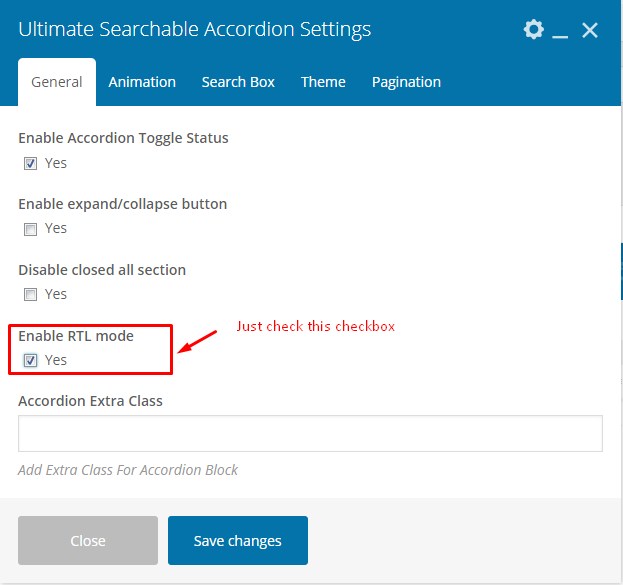 Ultimate Searchable Accordion Settings
General Animation Search Box Theme Pagination
Enable Accordion Toggle Status
Yes
Enable expand/collapse button
Yes
Disable closed all section
Yes
Enable RTL mode
Yes
Just check this checkbox
Accordion Extra Class
Add Extra Class For Accordion Block
Close Save changes